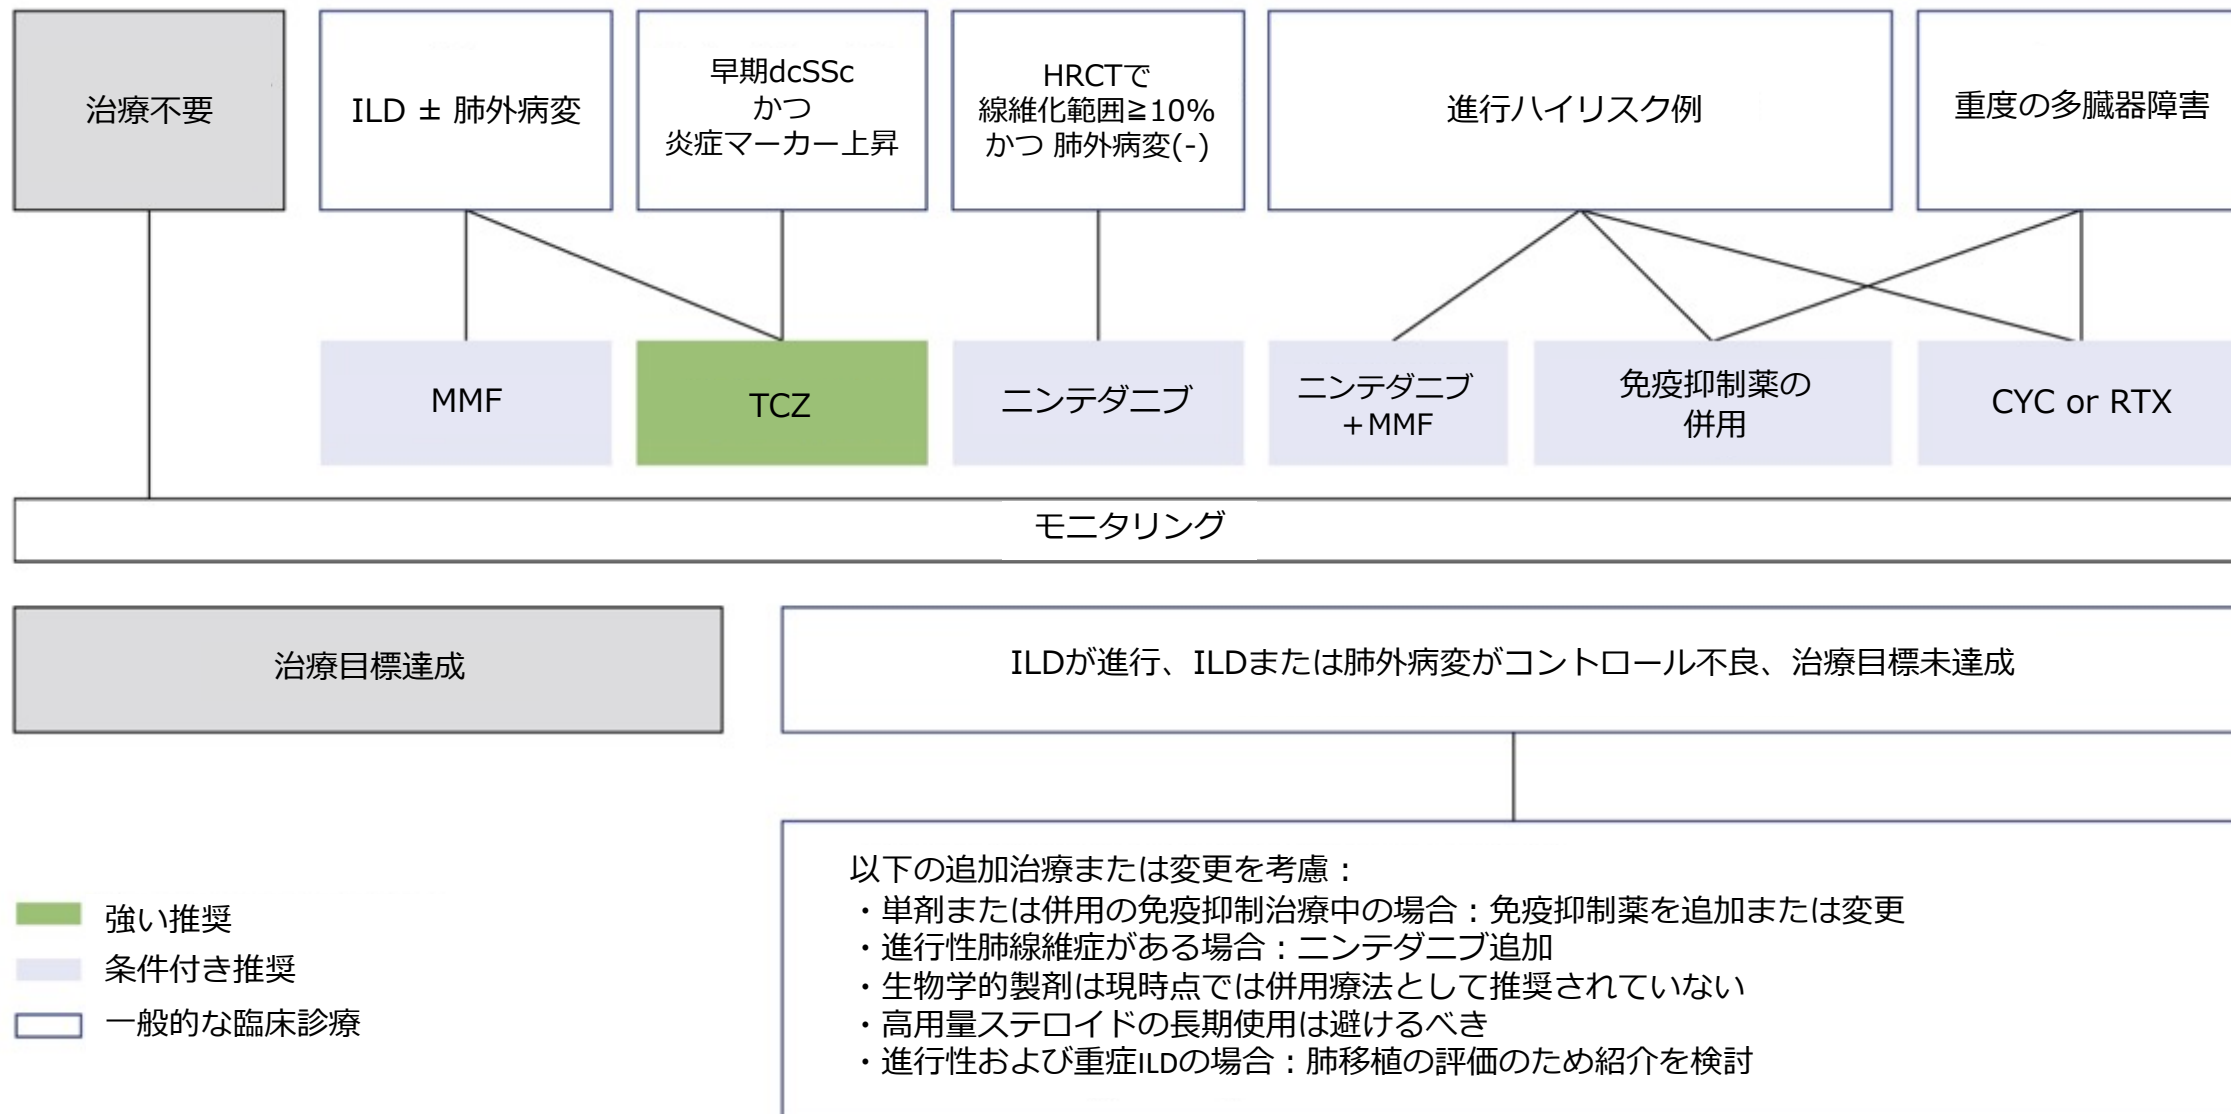 治療不要
ILD ± 肺外病変
早期dcSSc
かつ
炎症マーカー上昇
HRCTで
線維化範囲≧10%
かつ 肺外病変(-)
進行ハイリスク例
重度の多臓器障害
MMF
TCZ
ニンテダニブ
ニンテダニブ
+MMF
免疫抑制薬の
併用
CYC or RTX
モニタリング
治療目標達成
ILDが進行、ILDまたは肺外病変がコントロール不良、治療目標未達成
以下の追加治療または変更を考慮：
・単剤または併用の免疫抑制治療中の場合：免疫抑制薬を追加または変更
・進行性肺線維症がある場合：ニンテダニブ追加
・生物学的製剤は現時点では併用療法として推奨されていない
・高用量ステロイドの長期使用は避けるべき
・進行性および重症ILDの場合：肺移植の評価のため紹介を検討
強い推奨
条件付き推奨
一般的な臨床診療